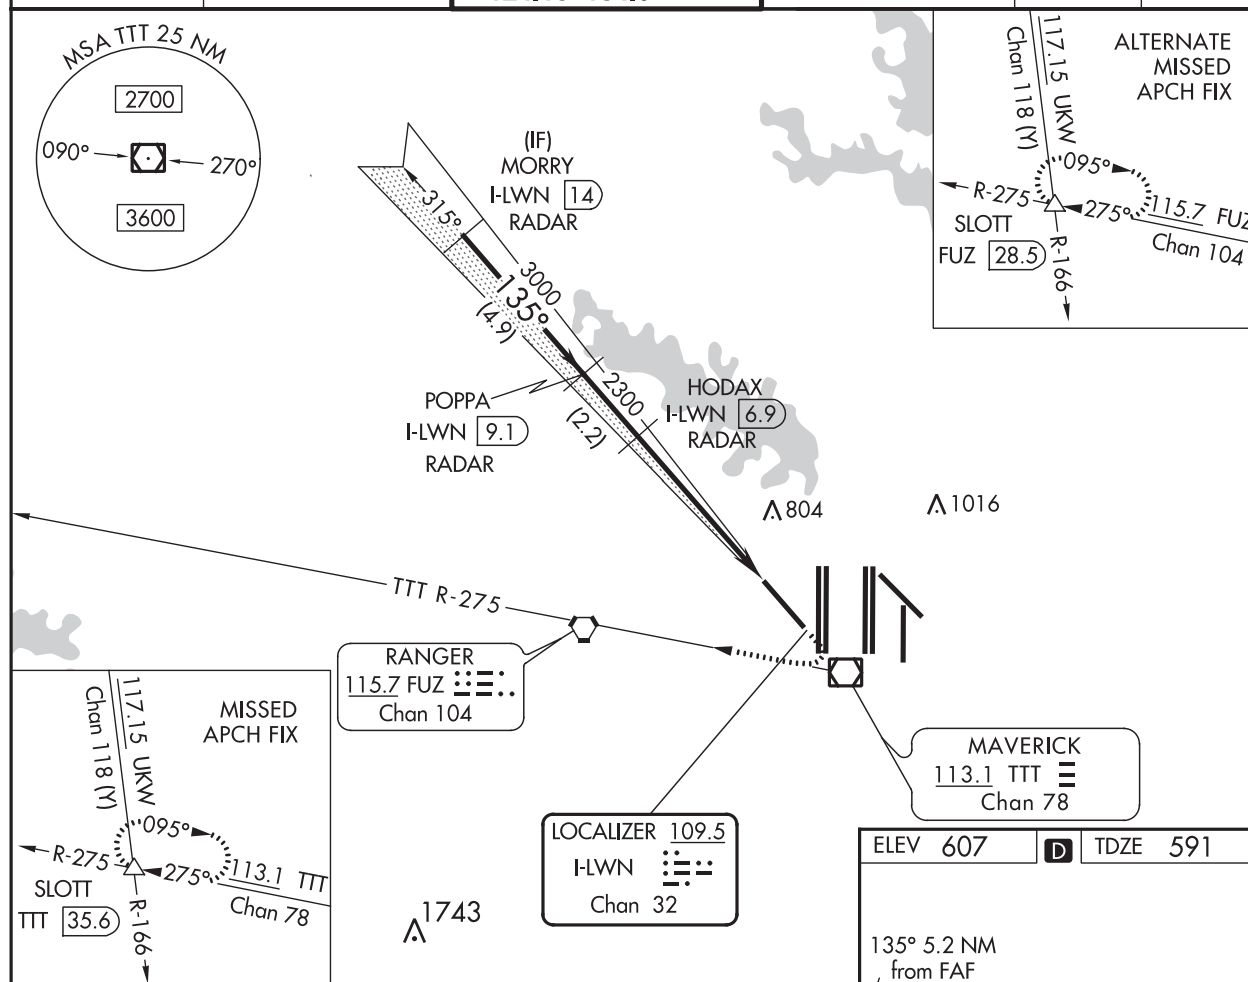 MSA TTT 25 NM
2700
090°
270°
3600
(IF)
MORRY
I-LWN 14
RADAR
315°
3000
135°
(4.9)
POPPA
I-LWN 9.1
RADAR
2300
(2.2)
HODAX
I-LWN 6.9
RADAR
804
1016
ALTERNATE
MISSED
APCH FIX
117.15 UKW
Chan 118 (Y)
095°
R-275
275°
115.7 FUZ
Chan 104
SLOTT
FUZ 28.5
R-166
TTT R-275
RANGER
115.7 FUZ
Chan 104
MISSED
APCH FIX
117.15 UKW
Chan 118 (Y)
095°
R-275
275°
113.1 TTT
Chan 78
SLOTT
TTT 35.6
R-166
1743
LOCALIZER 109.5
I-LWN
Chan 32
MAVERICK
113.1 TTT
Chan 78
ELEV 607
D
TDZE 591
135° 5.2 NM
from FAF